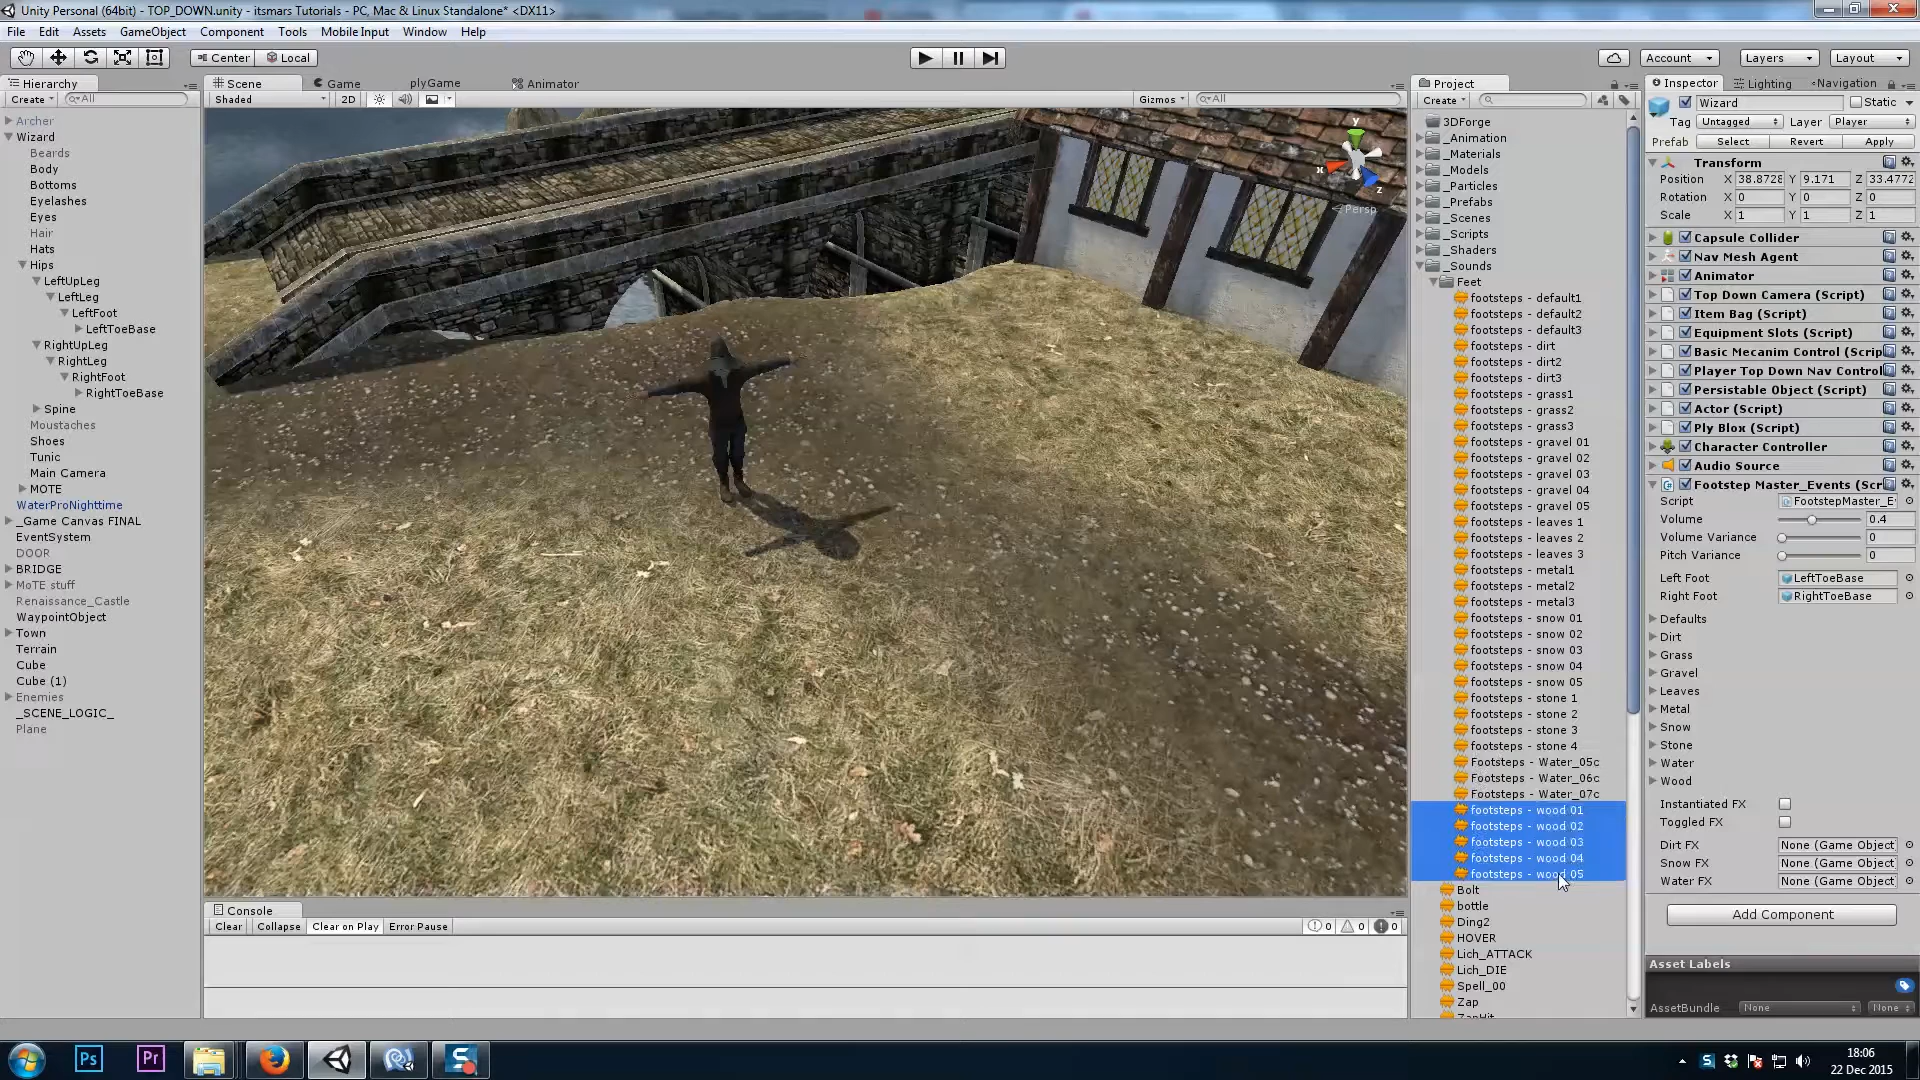 Unity Personal (64bit) - TOP_DOWN.unity - itsmars Tutorials - PC, Mac & Linux Standalone* <DX11>
File Edit Assets GameObject Component Tools Mobile Input Window Help
Center Local
Account Layers Layout
Hierarchy
Create All
Archer
Wizard
Beards
Body
Bottoms
Eyelashes
Eyes
Hair
Hats
Hips
LeftUpLeg
LeftLeg
LeftFoot
LeftToeBase
RightUpLeg
RightLeg
RightFoot
RightToeBase
Spine
Moustaches
Shoes
Tunic
Main Camera
MOTE
WaterProNighttime
_Game Canvas FINAL
EventSystem
DOOR
BRIDGE
MoTE stuff
Renaissance_Castle
WaypointObject
Town
Terrain
Cube
Cube (1)
Enemies
_SCENE_LOGIC_
Plane
Scene Game plyGame Animator
Shaded 2D Gizmos All
y
x
z
Persp
Console
Clear Collapse Clear on Play Error Pause 0 0 0
Project
Create
3DForge
_Animation
_Materials
_Models
_Particles
_Prefabs
_Scenes
_Scripts
_Shaders
_Sounds
Feet
footsteps - default1
footsteps - default2
footsteps - default3
footsteps - dirt
footsteps - dirt2
footsteps - dirt3
footsteps - grass1
footsteps - grass2
footsteps - grass3
footsteps - gravel 01
footsteps - gravel 02
footsteps - gravel 03
footsteps - gravel 04
footsteps - gravel 05
footsteps - leaves 1
footsteps - leaves 2
footsteps - leaves 3
footsteps - metal1
footsteps - metal2
footsteps - metal3
footsteps - snow 01
footsteps - snow 02
footsteps - snow 03
footsteps - snow 04
footsteps - snow 05
footsteps - stone 1
footsteps - stone 2
footsteps - stone 3
footsteps - stone 4
Footsteps - Water_05c
Footsteps - Water_06c
Footsteps - Water_07c
footsteps - wood 01
footsteps - wood 02
footsteps - wood 03
footsteps - wood 04
footsteps - wood 05
Bolt
bottle
Ding2
HOVER
Lich_ATTACK
Lich_DIE
Spell_00
Zap
ZapHit
Inspector Lighting Navigation
Wizard Static
Tag Untagged Layer Player
Prefab Select Revert Apply
Transform
Position X 38.8728 Y 9.171 Z 33.4772
Rotation X 0 Y 0 Z 0
Scale X 1 Y 1 Z 1
Capsule Collider
Nav Mesh Agent
Animator
Top Down Camera (Script)
Item Bag (Script)
Equipment Slots (Script)
Basic Mecanim Control (Scrip
Player Top Down Nav Control
Persistable Object (Script)
Actor (Script)
Ply Blox (Script)
Character Controller
Audio Source
Footstep Master_Events (Scr
Script FootstepMaster_E
Volume 0.4
Volume Variance 0
Pitch Variance 0
Left Foot LeftToeBase
Right Foot RightToeBase
Defaults
Dirt
Grass
Gravel
Leaves
Metal
Snow
Stone
Water
Wood
Instantiated FX
Toggled FX
Dirt FX None (Game Object
Snow FX None (Game Object
Water FX None (Game Object
Add Component
Asset Labels
AssetBundle None None
Ps Pr S
S
18:06
22 Dec 2015